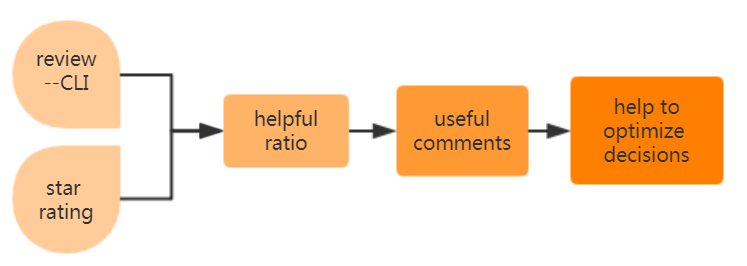 review
--CLI
star
rating
helpful
ratio
useful
comments
help to
optimize
decisions